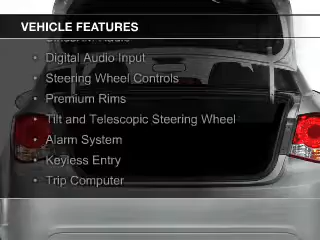 VEHICLE FEATURES
• Digital Audio Input
• Steering Wheel Controls
• Premium Rims
• Tilt and Telescopic Steering Wheel
• Alarm System
• Keyless Entry
• Trip Computer